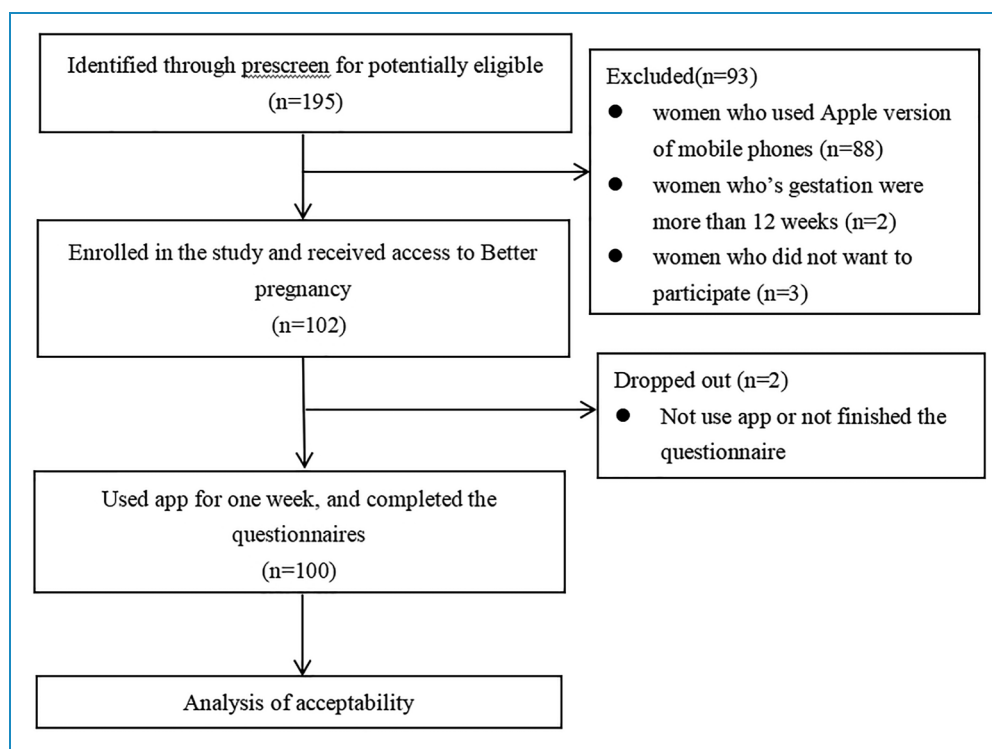 Identified through prescreen for potentially eligible
(n=195)
Excluded(n=93)
● women who used Apple version
of mobile phones (n=88)
● women who’s gestation were
more than 12 weeks (n=2)
● women who did not want to
participate (n=3)
Enrolled in the study and received access to Better
pregnancy
(n=102)
Dropped out (n=2)
● Not use app or not finished the
questionnaire
Used app for one week, and completed the
questionnaires
(n=100)
Analysis of acceptability